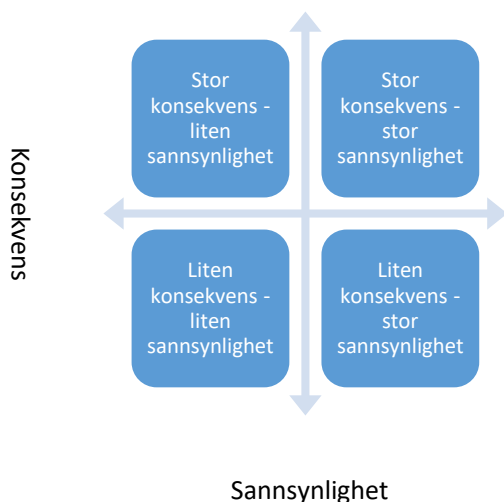 Stor
konsekvens -
liten
sannsynlighet
Stor
konsekvens -
stor
sannsynlighet
Konsekvens
Liten
konsekvens -
liten
sannsynlighet
Liten
konsekvens -
stor
sannsynlighet
Sannsynlighet